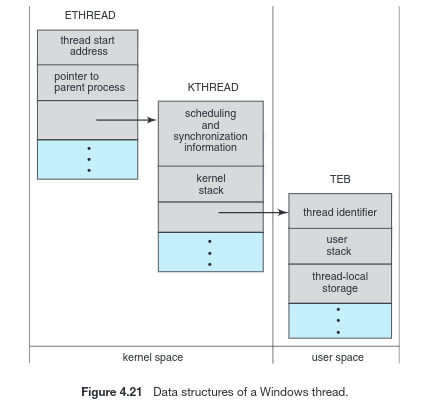 ETHREAD
thread start
address
pointer to
parent process
KTHREAD
scheduling
and
synchronization
information
kernel
stack
TEB
thread identifier
user
stack
thread-local
storage
kernel space
user space
Figure 4.21 Data structures of a Windows thread.